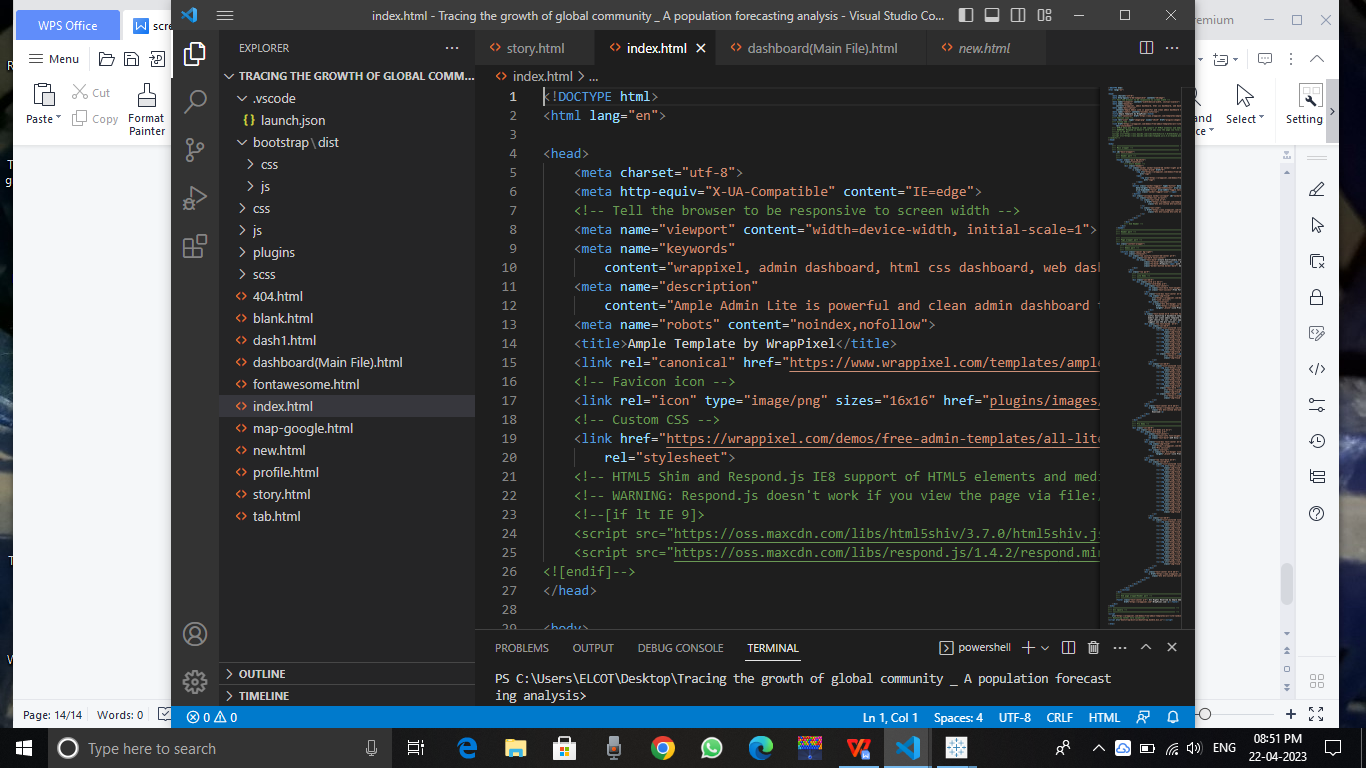 WPS Office
scre
index.html - Tracing the growth of global community _ A population forecasting analysis - Visual Studio Co...
remium
Menu
Paste
Cut
Copy
Format
Painter
Select
Setting
EXPLORER
TRACING THE GROWTH OF GLOBAL COMM...
.vscode
{} launch.json
bootstrap\dist
css
js
css
js
plugins
scss
<> 404.html
<> blank.html
<> dash1.html
<> dashboard(Main File).html
<> fontawesome.html
<> index.html
<> map-google.html
<> new.html
<> profile.html
<> story.html
<> tab.html
OUTLINE
TIMELINE
<> story.html
<> index.html
<> dashboard(Main File).html
<> new.html
<> index.html > ...
1 <!DOCTYPE html>
2 <html lang="en">
3
4 <head>
5 <meta charset="utf-8">
6 <meta http-equiv="X-UA-Compatible" content="IE=edge">
7 <!-- Tell the browser to be responsive to screen width -->
8 <meta name="viewport" content="width=device-width, initial-scale=1">
9 <meta name="keywords"
10 content="wrappixel, admin dashboard, html css dashboard, web dash
11 <meta name="description"
12 content="Ample Admin Lite is powerful and clean admin dashboard
13 <meta name="robots" content="noindex,nofollow">
14 <title>Ample Template by WrapPixel</title>
15 <link rel="canonical" href="https://www.wrappixel.com/templates/ample
16 <!-- Favicon icon -->
17 <link rel="icon" type="image/png" sizes="16x16" href="plugins/images/
18 <!-- Custom CSS -->
19 <link href="https://wrappixel.com/demos/free-admin-templates/all-lite
20 rel="stylesheet">
21 <!-- HTML5 Shim and Respond.js IE8 support of HTML5 elements and medi
22 <!-- WARNING: Respond.js doesn't work if you view the page via file:/
23 <!--[if lt IE 9]>
24 <script src="https://oss.maxcdn.com/libs/html5shiv/3.7.0/html5shiv.js
25 <script src="https://oss.maxcdn.com/libs/respond.js/1.4.2/respond.min
26 <![endif]-->
27 </head>
28
29 <body>
PROBLEMS OUTPUT DEBUG CONSOLE TERMINAL
powershell
PS C:\Users\ELCOT\Desktop\Tracing the growth of global community _ A population forecast
ing analysis>
Page: 14/14 Words: 0
0 0
Ln 1, Col 1 Spaces: 4 UTF-8 CRLF HTML
Type here to search
ENG
08:51 PM
22-04-2023